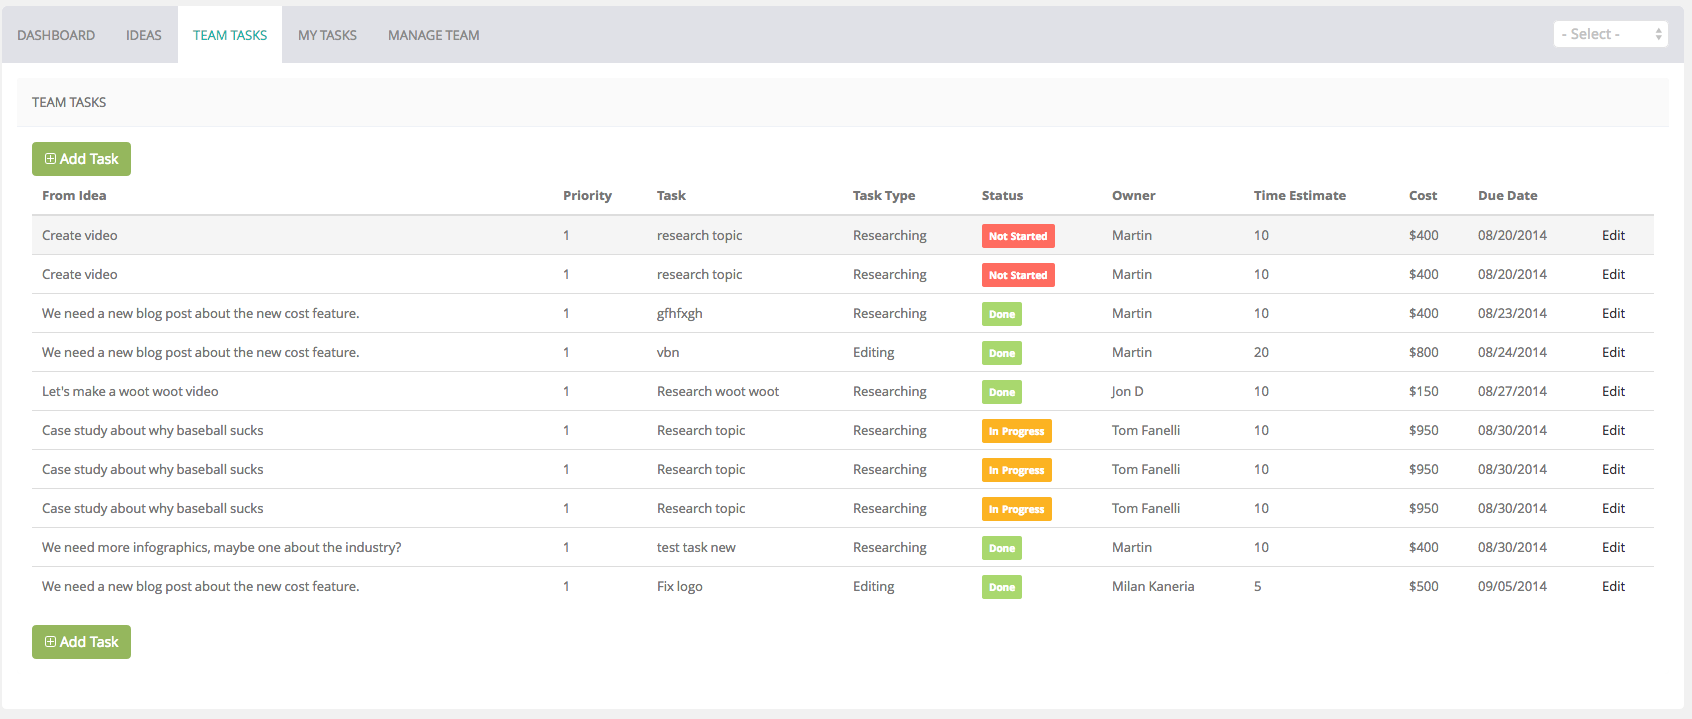 DASHBOARD IDEAS TEAM TASKS MY TASKS MANAGE TEAM - Select -
TEAM TASKS
Add Task
From Idea Priority Task Task Type Status Owner Time Estimate Cost Due Date
Create video 1 research topic Researching Not Started Martin 10 $400 08/20/2014 Edit
Create video 1 research topic Researching Not Started Martin 10 $400 08/20/2014 Edit
We need a new blog post about the new cost feature. 1 gfhfxgh Researching Done Martin 10 $400 08/23/2014 Edit
We need a new blog post about the new cost feature. 1 vbn Editing Done Martin 20 $800 08/24/2014 Edit
Let's make a woot woot video 1 Research woot woot Researching Done Jon D 10 $150 08/27/2014 Edit
Case study about why baseball sucks 1 Research topic Researching In Progress Tom Fanelli 10 $950 08/30/2014 Edit
Case study about why baseball sucks 1 Research topic Researching In Progress Tom Fanelli 10 $950 08/30/2014 Edit
Case study about why baseball sucks 1 Research topic Researching In Progress Tom Fanelli 10 $950 08/30/2014 Edit
We need more infographics, maybe one about the industry? 1 test task new Researching Done Martin 10 $400 08/30/2014 Edit
We need a new blog post about the new cost feature. 1 Fix logo Editing Done Milan Kaneria 5 $500 09/05/2014 Edit
Add Task